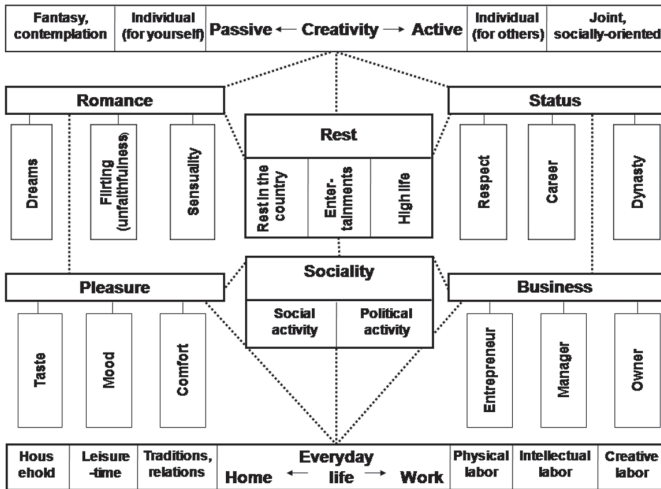 Fantasy,
contemplation
Individual
(for yourself)
Passive
Creativity
Active
Individual
(for others)
Joint,
socially-oriented
Romance
Status
Rest
Dreams
Flirting
(unfaithfulness)
Sensuality
Rest in the
country
Enter-
tainments
High life
Respect
Career
Dynasty
Sociality
Pleasure
Business
Social
activity
Political
activity
Taste
Mood
Comfort
Entrepreneur
Manager
Owner
Hous
ehold
Leisure
-time
Traditions,
relations
Everyday
life
Home
Work
Physical
labor
Intellectual
labor
Creative
labor